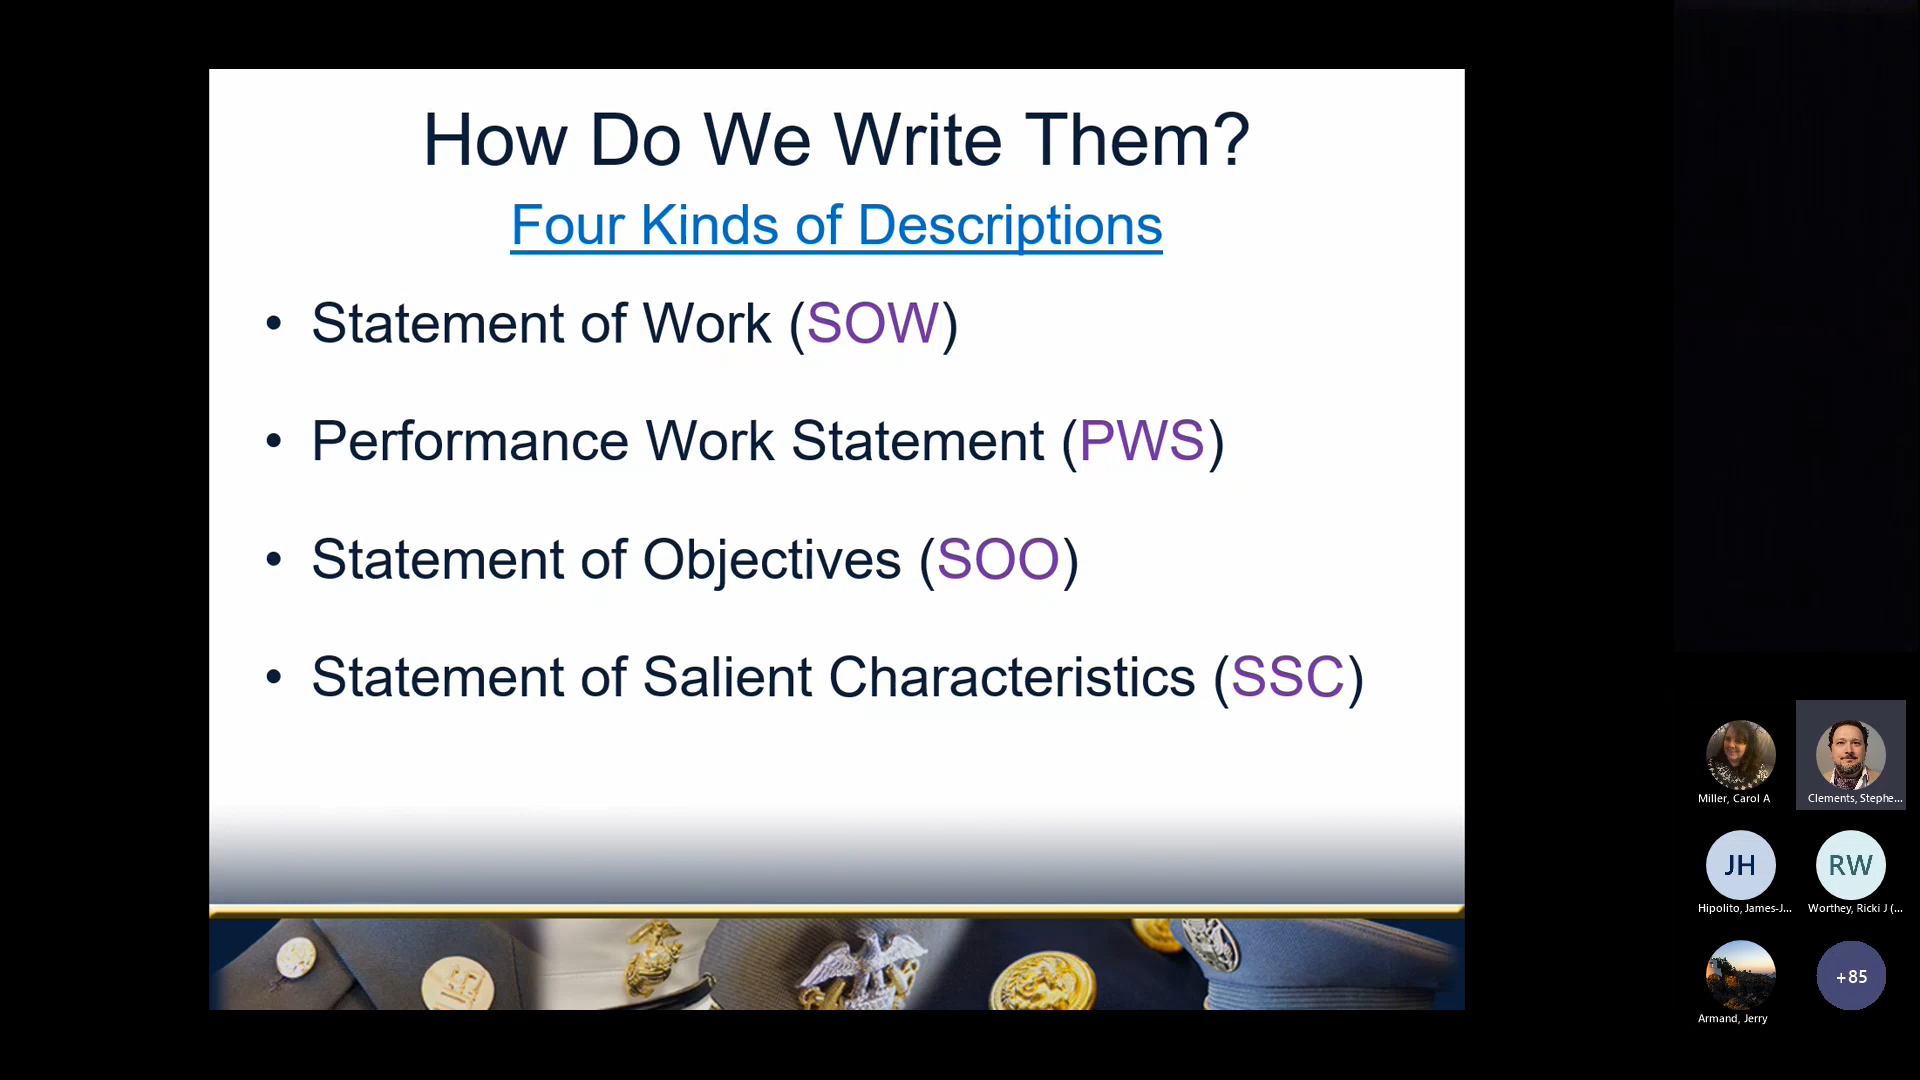 How Do We Write Them?
Four Kinds of Descriptions
• Statement of Work (SOW)
• Performance Work Statement (PWS)
• Statement of Objectives (SOO)
• Statement of Salient Characteristics (SSC)
Miller, Carol A
Clements, Stephe...
JH
RW
Hipolito, James-J...
Worthey, Ricki J (...
+85
Armand, Jerry